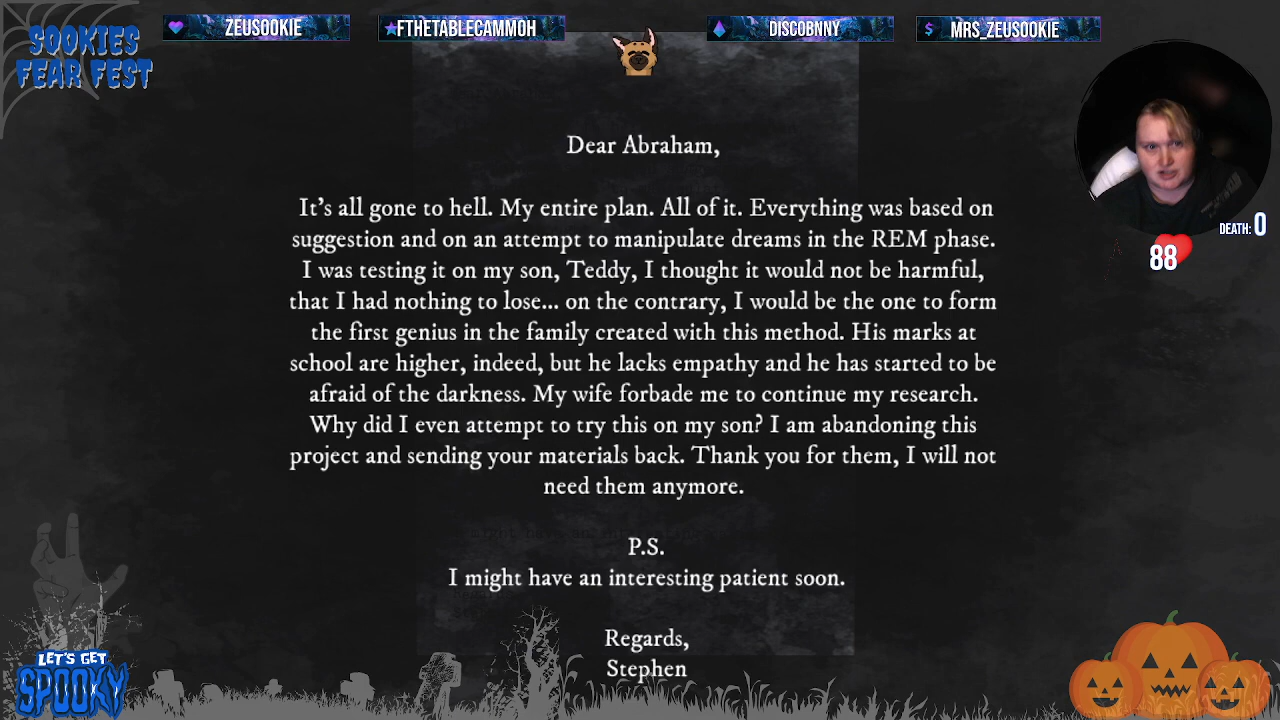 SOOKIES
FEAR FEST
ZEUSOOKIE
FTHETABLECAMMOH
DISCOBNNY
$ MRS_ZEUSOOKIE
DEATH: 0
88
Dear Abraham,
It's all gone to hell. My entire plan. All of it. Everything was based on
suggestion and on an attempt to manipulate dreams in the REM phase.
I was testing it on my son, Teddy, I thought it would not be harmful,
that I had nothing to lose... on the contrary, I would be the one to form
the first genius in the family created with this method. His marks at
school are higher, indeed, but he lacks empathy and he has started to be
afraid of the darkness. My wife forbade me to continue my research.
Why did I even attempt to try this on my son? I am abandoning this
project and sending your materials back. Thank you for them, I will not
need them anymore.
P.S.
I might have an interesting patient soon.
Regards,
Stephen
LET'S GET
SPOOKY